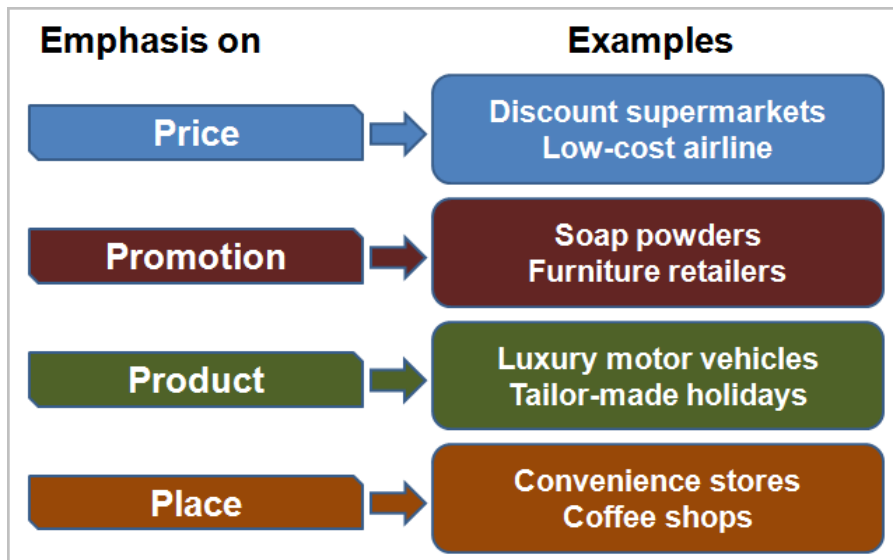 Emphasis on
Examples
Price
Discount supermarkets
Low-cost airline
Promotion
Soap powders
Furniture retailers
Product
Luxury motor vehicles
Tailor-made holidays
Place
Convenience stores
Coffee shops